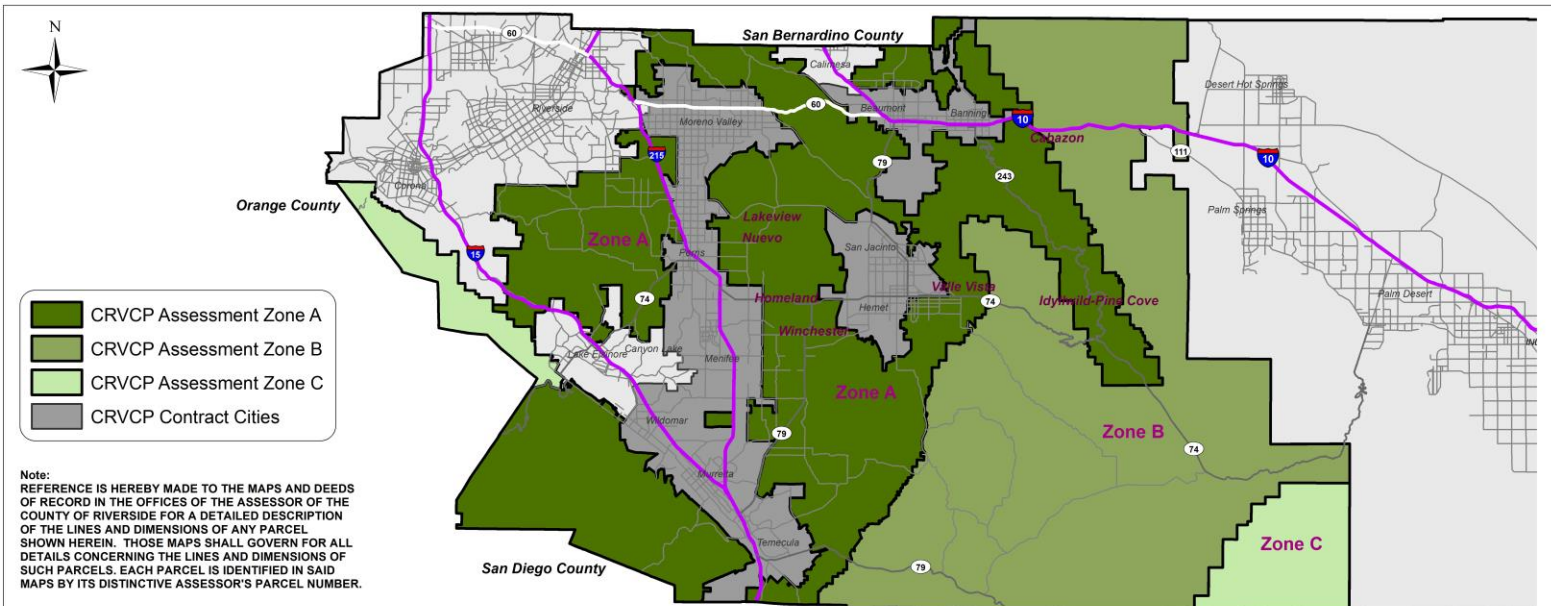 N
San Bernardino County
60
Calimesa
Desert Hot Springs
Riverside
Beaumont
60
Banning
Moreno Valley
10
Cabazon
215
79
111
10
243
Corona
Orange County
Lakeview
Palm Springs
Zone A
Nuevo
San Jacinto
15
Perris
Valle Vista
Palm Desert
74
Homeland
74
Idyllwild-Pine Cove
Hemet
Winchester
CRVCP Assessment Zone A
CRVCP Assessment Zone B
CRVCP Assessment Zone C
CRVCP Contract Cities
Lake Elsinore
Canyon Lake
Menifee
Zone A
Wildomar
79
Zone B
74
Murrieta
Note:
REFERENCE IS HEREBY MADE TO THE MAPS AND DEEDS
OF RECORD IN THE OFFICES OF THE ASSESSOR OF THE
COUNTY OF RIVERSIDE FOR A DETAILED DESCRIPTION
OF THE LINES AND DIMENSIONS OF ANY PARCEL
SHOWN HEREIN. THOSE MAPS SHALL GOVERN FOR ALL
DETAILS CONCERNING THE LINES AND DIMENSIONS OF
SUCH PARCELS. EACH PARCEL IS IDENTIFIED IN SAID
MAPS BY ITS DISTINCTIVE ASSESSOR'S PARCEL NUMBER.
Temecula
Zone C
San Diego County
79